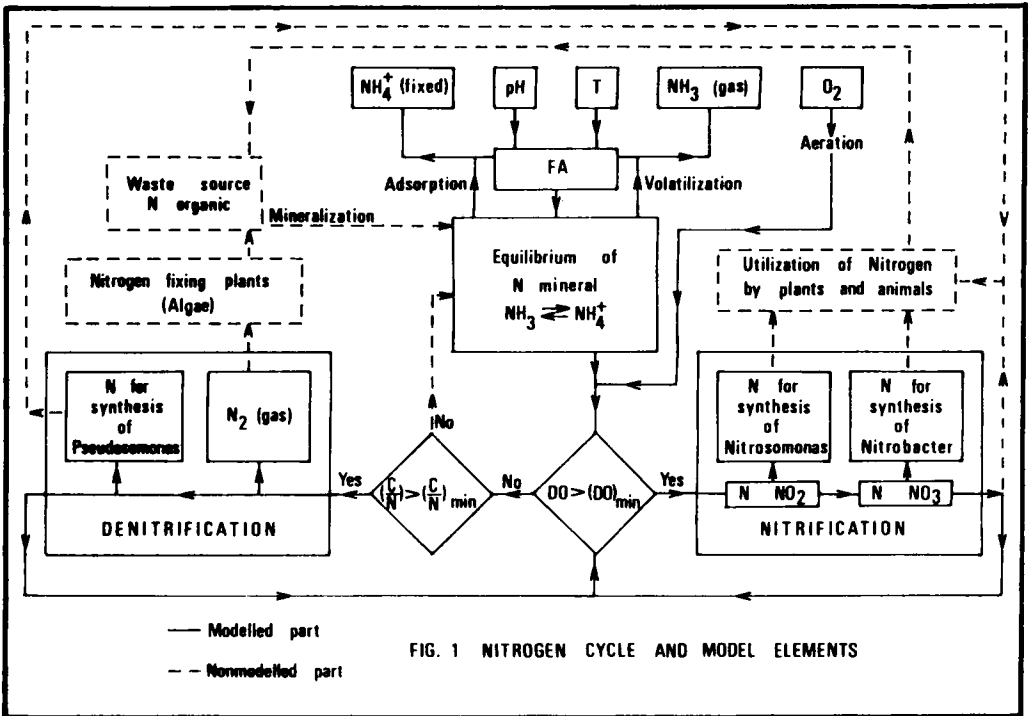 NH₄⁺ (fixed)
pH
T
NH₃ (gas)
O₂
Aeration
FA
Adsorption
Volatilization
Waste source
N organic
Mineralization
Nitrogen fixing plants
(Algae)
Equilibrium of
N mineral
NH₃ ⇄ NH₄⁺
Utilization of Nitrogen
by plants and animals
N for
synthesis
of
Pseudosomonas
N₂ (gas)
N for
synthesis
of
Nitrosomonas
N for
synthesis of
Nitrobacter
No
Yes
(C/N) > (C/N)min
No
DO > (DO)min
Yes
N NO₂
N NO₃
DENITRIFICATION
NITRIFICATION
Modelled part
Nonmodelled part
FIG. 1 NITROGEN CYCLE AND MODEL ELEMENTS